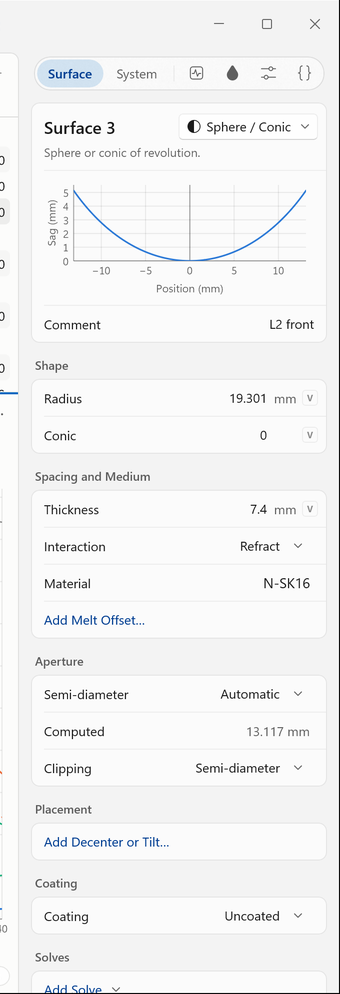 Surface System {}
Surface 3 Sphere / Conic
Sphere or conic of revolution.
5
4
3
2
1
0
Sag (mm)
−10 −5 0 5 10
Position (mm)
Comment L2 front
Shape
Radius 19.301 mm V
Conic 0 V
Spacing and Medium
Thickness 7.4 mm V
Interaction Refract
Material N-SK16
Add Melt Offset...
Aperture
Semi-diameter Automatic
Computed 13.117 mm
Clipping Semi-diameter
Placement
Add Decenter or Tilt...
Coating
Coating Uncoated
Solves
Add Solve